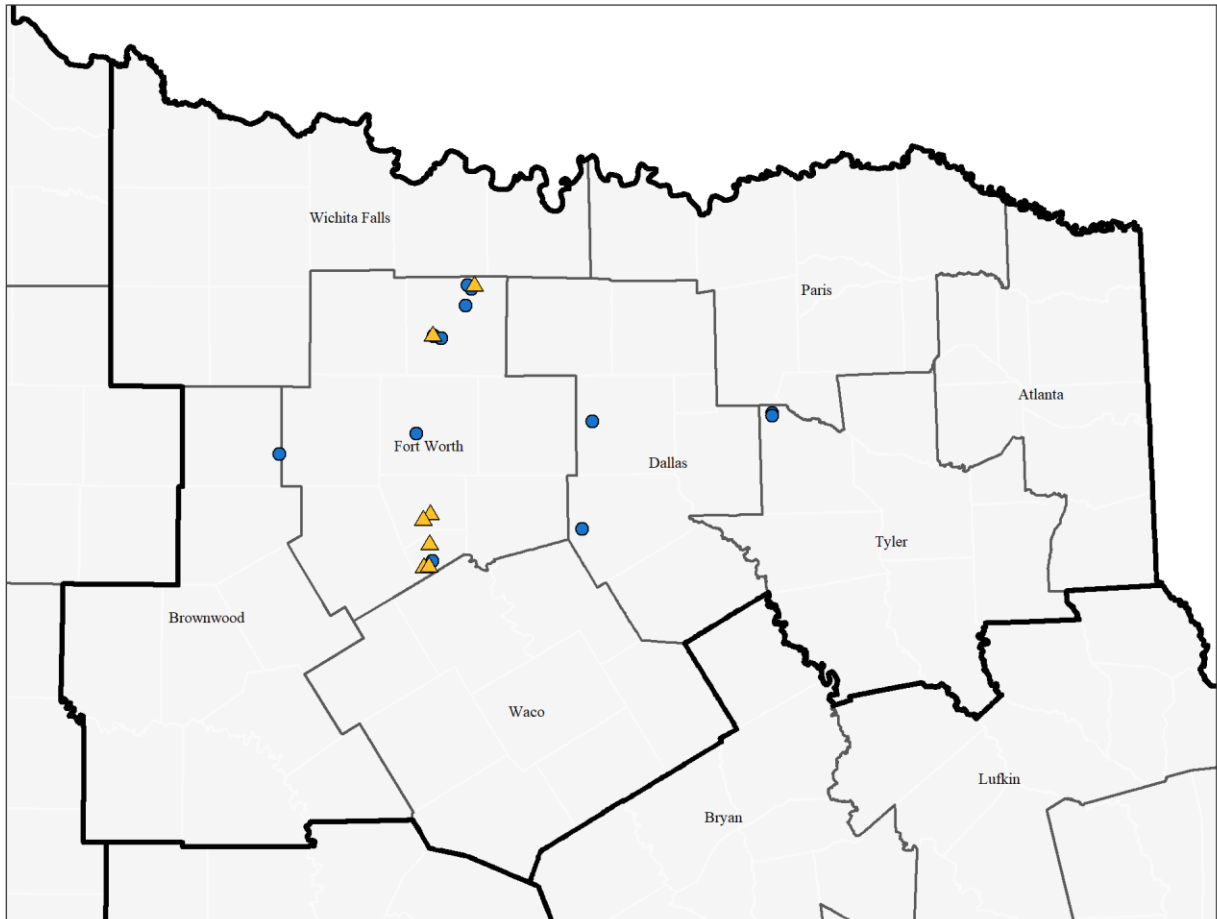 Wichita Falls
Paris
Atlanta
Fort Worth
Dallas
Tyler
Brownwood
Waco
Lufkin
Bryan